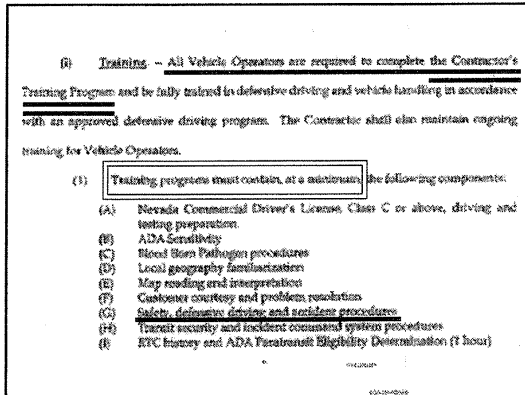 (i) Training – All Vehicle Operators are required to complete the Contractor's
Training Program and be fully trained in defensive driving and vehicle handling in accordance
with an approved defensive driving program. The Contractor shall also maintain ongoing
training for Vehicle Operators.
(1) Training programs must contain, at a minimum, the following components:
(A) Nevada Commercial Driver's License, Class C or above, driving and
testing preparation.
(B) ADA Sensitivity
(C) Blood Born Pathogen procedures
(D) Local geography familiarization
(E) Map reading and interpretation
(F) Customer courtesy and problem resolution
(G) Safety, defensive driving and accident procedures
(H) Transit security and incident command system procedures
(I) RTC history and ADA Paratransit Eligibility Determination (1 hour)